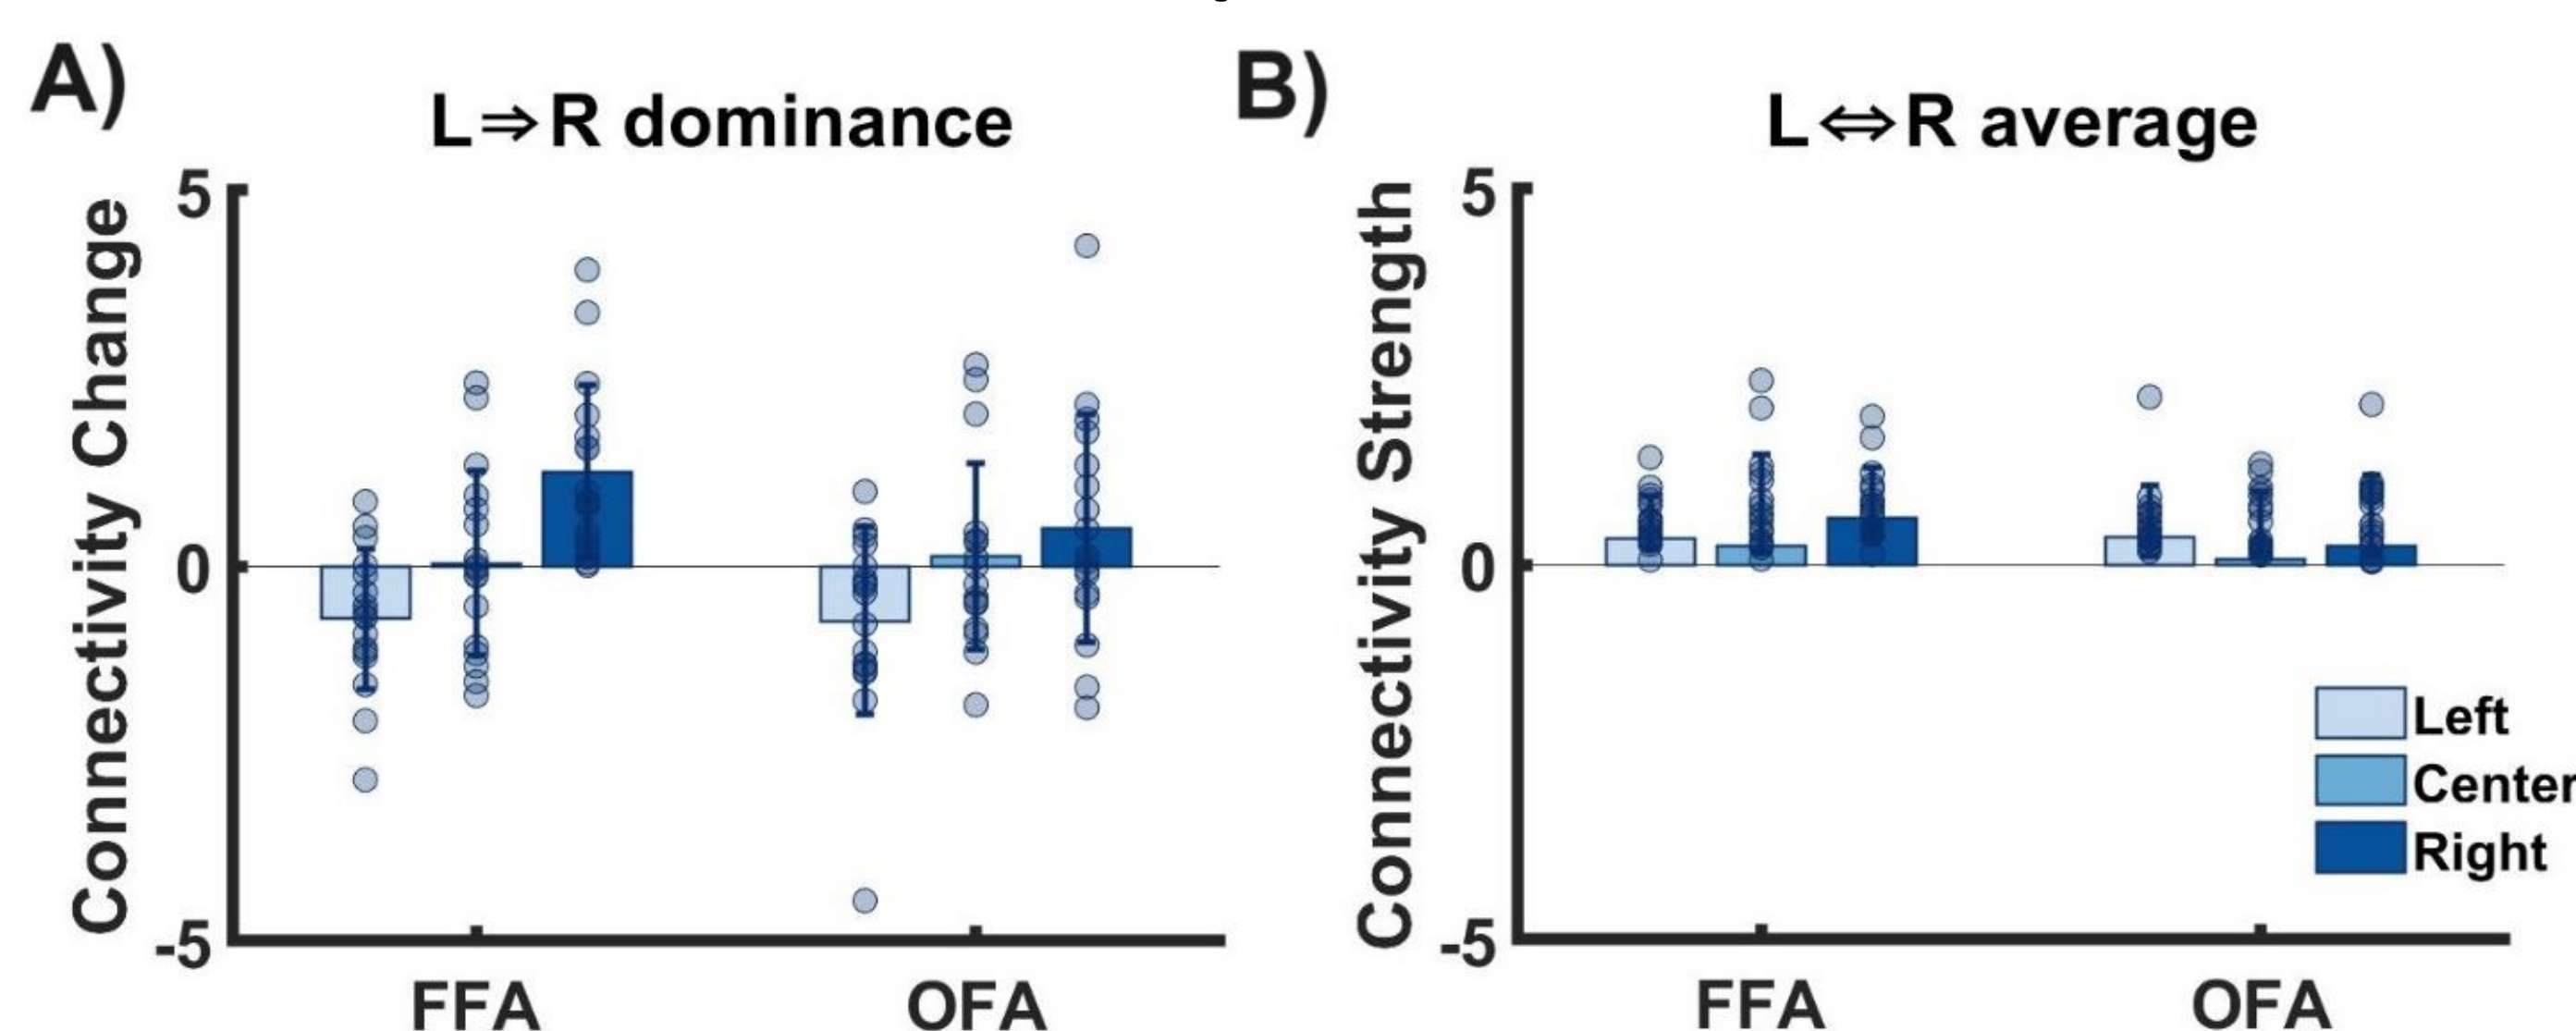 A)
L⇒R dominance
Connectivity Change
5
0
-5
FFA
OFA
B)
L⇔R average
Connectivity Strength
5
0
-5
FFA
OFA
Left
Center
Right